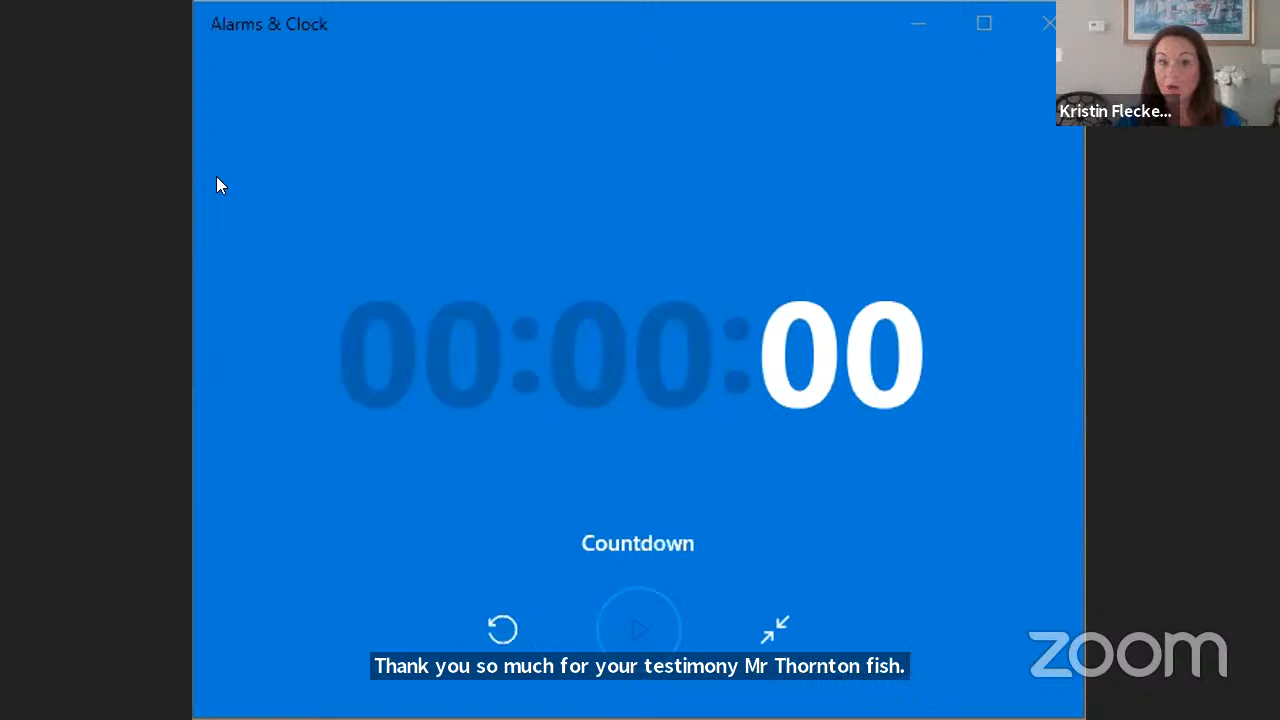 Alarms & Clock
Kristin Flecke...
00:00:00
Countdown
Thank you so much for your testimony Mr Thornton fish.
zoom